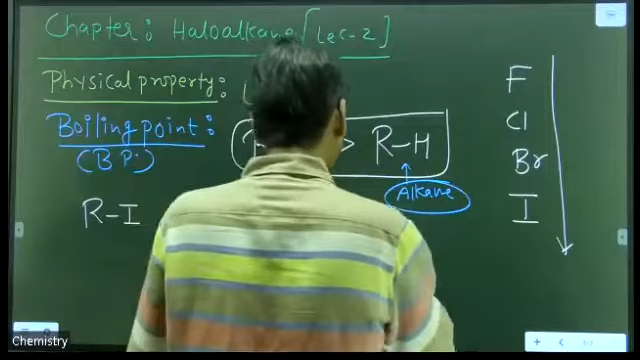 Chapter: Haloalkane [Lec-2]
Physical property:
Boiling point:
(B.P.)
> R-H
Alkane
R-I
F
Cl
Br
I
Chemistry